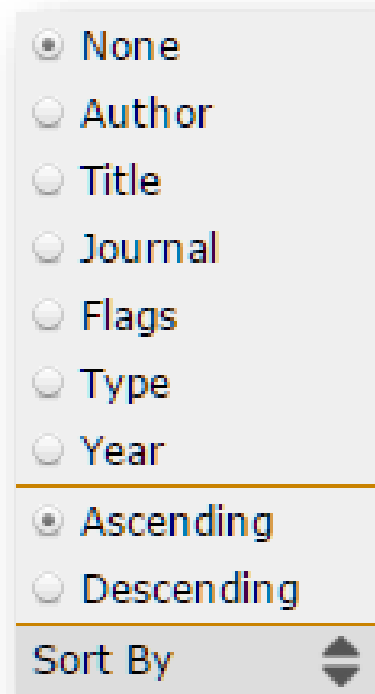 None
Author
Title
Journal
Flags
Type
Year
Ascending
Descending
Sort By